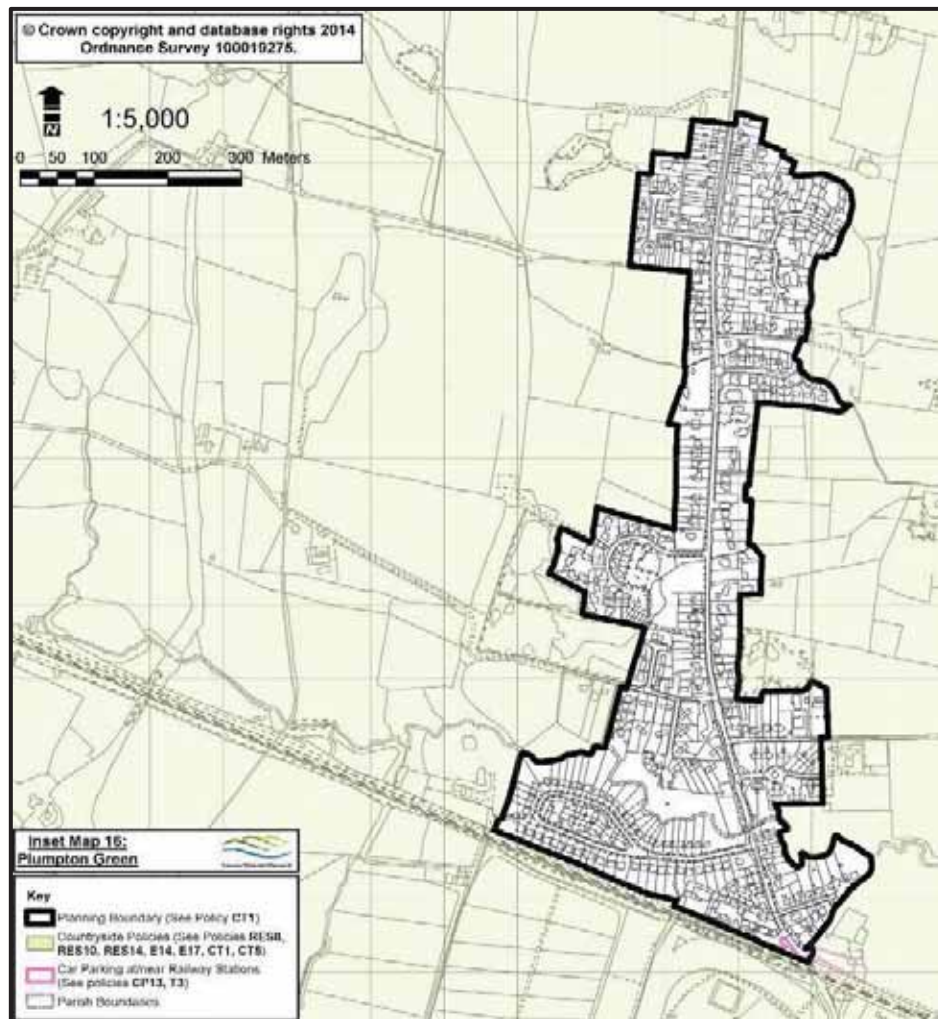 © Crown copyright and database rights 2014
Ordnance Survey 100019275.
N
1:5,000
0 50 100 200 300 Meters
Inset Map 16:
Plumpton Green
Key
Planning Boundary (See Policy CT1)
Countryside Policies (See Policies RES8,
RES10, RES14, E14, E17, CT1, CT5)
Car Parking at/near Railway Stations
(See policies CP13, T3)
Parish Boundaries